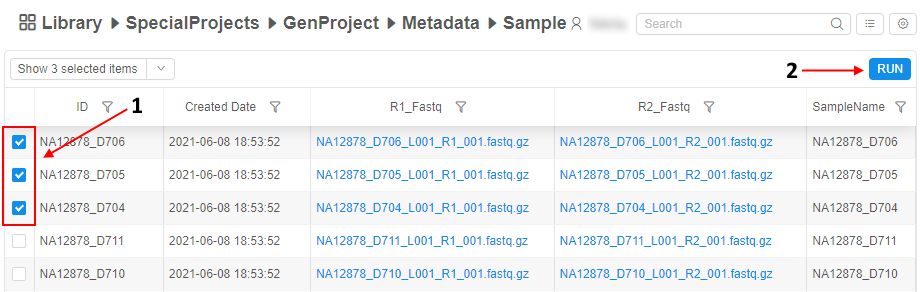 Library SpecialProjects GenProject Metadata Sample Search
Show 3 selected items 2 RUN
ID Created Date R1_Fastq R2_Fastq SampleName
1
NA12878_D706 2021-06-08 18:53:52 NA12878_D706_L001_R1_001.fastq.gz NA12878_D706_L001_R2_001.fastq.gz NA12878_D706
NA12878_D705 2021-06-08 18:53:52 NA12878_D705_L001_R1_001.fastq.gz NA12878_D705_L001_R2_001.fastq.gz NA12878_D705
NA12878_D704 2021-06-08 18:53:52 NA12878_D704_L001_R1_001.fastq.gz NA12878_D704_L001_R2_001.fastq.gz NA12878_D704
NA12878_D711 2021-06-08 18:53:52 NA12878_D711_L001_R1_001.fastq.gz NA12878_D711_L001_R2_001.fastq.gz NA12878_D711
NA12878_D710 2021-06-08 18:53:52 NA12878_D710_L001_R1_001.fastq.gz NA12878_D710_L001_R2_001.fastq.gz NA12878_D710